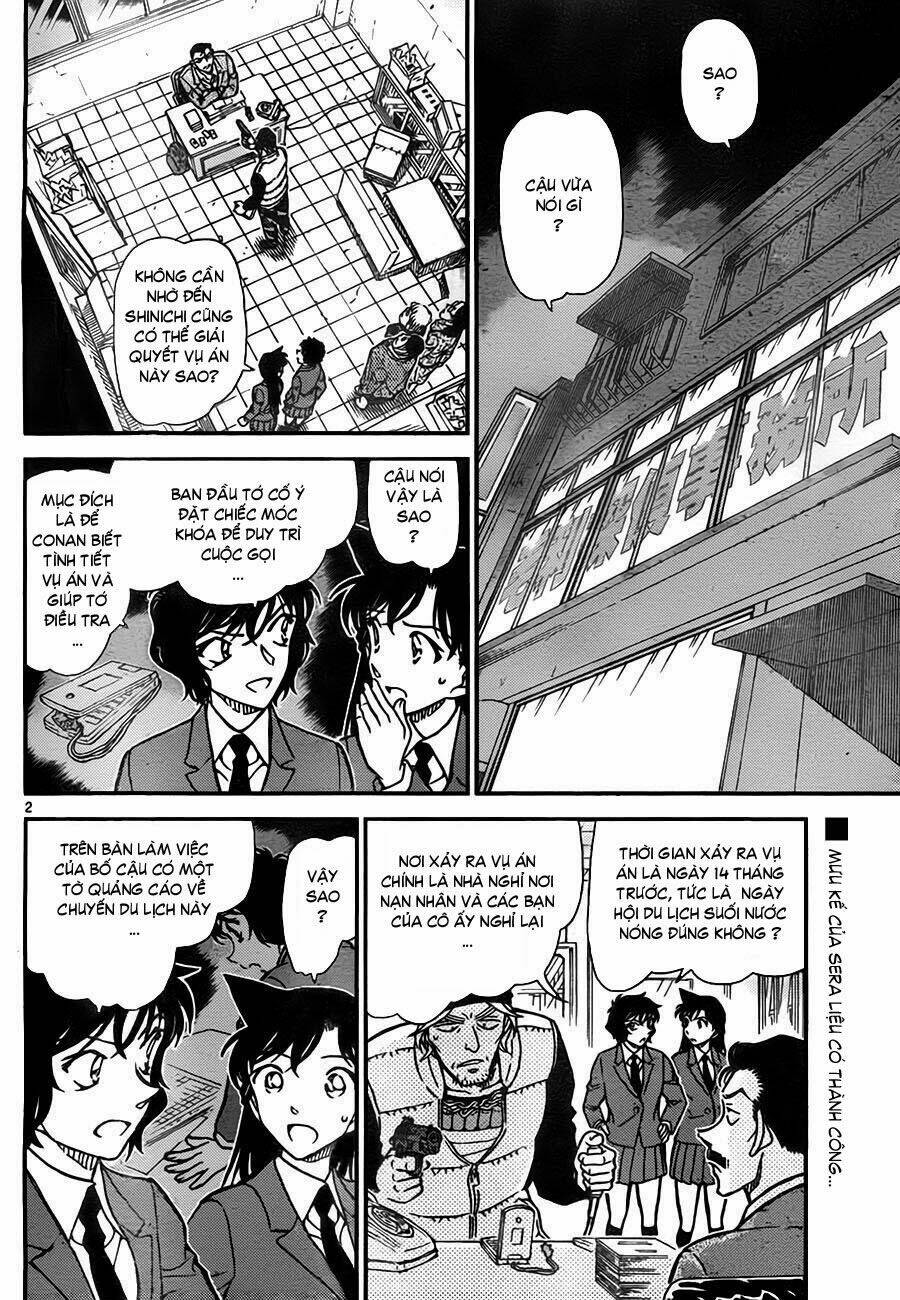 SAO
?
CẬU VỪA
NÓI GÌ
?
探偵事務所
KHÔNG CẦN
NHỜ ĐẾN
SHINICHI CŨNG
CÓ THỂ GIẢI
QUYẾT VỤ ÁN
NÀY SAO?
CẬU NÓI
VẬY LÀ
SAO
?
BAN ĐẦU TỚ CỐ Ý
ĐẶT CHIẾC MÓC
KHÓA ĐỂ DUY TRÌ
CUỘC GỌI
...
MỤC ĐÍCH
LÀ ĐỂ
CONAN BIẾT
TÌNH TIẾT
VỤ ÁN VÀ
GIÚP TỚ
ĐIỀU TRA
...
2
MƯU KẾ CỦA SERA LIỆU CÓ THÀNH CÔNG...
THỜI GIAN XẢY RA VỤ
ÁN LÀ NGÀY 14 THÁNG
TRƯỚC, TỨC LÀ NGÀY
HỘI DU LỊCH SUỐI NƯỚC
NÓNG ĐÚNG KHÔNG ?
NƠI XẢY RA VỤ ÁN
CHÍNH LÀ NHÀ NGHỈ NƠI
NẠN NHÂN VÀ CÁC BẠN
CỦA CÔ ẤY NGHỈ LẠI
...
VẬY
SAO
?
TRÊN BÀN LÀM VIỆC
CỦA BỐ CẬU CÓ MỘT
TỜ QUẢNG CÁO VỀ
CHUYẾN DU LỊCH NÀY
...